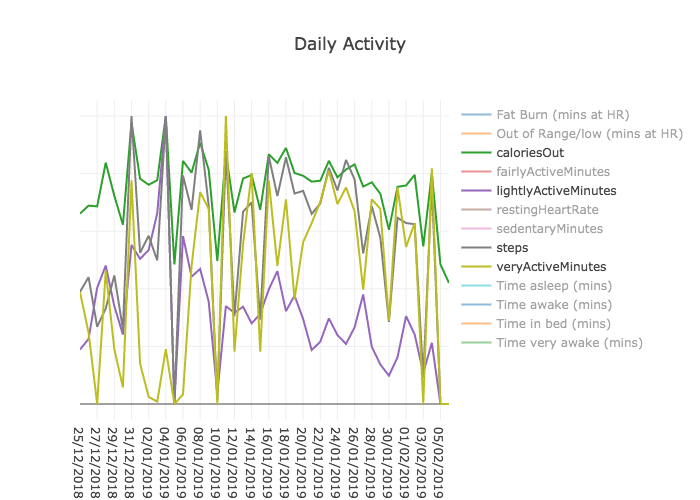 Daily Activity
Fat Burn (mins at HR)
Out of Range/low (mins at HR)
caloriesOut
fairlyActiveMinutes
lightlyActiveMinutes
restingHeartRate
sedentaryMinutes
steps
veryActiveMinutes
Time asleep (mins)
Time awake (mins)
Time in bed (mins)
Time very awake (mins)
25/12/2018
27/12/2018
29/12/2018
31/12/2018
02/01/2019
04/01/2019
06/01/2019
08/01/2019
10/01/2019
12/01/2019
14/01/2019
16/01/2019
18/01/2019
20/01/2019
22/01/2019
24/01/2019
26/01/2019
28/01/2019
30/01/2019
01/02/2019
03/02/2019
05/02/2019